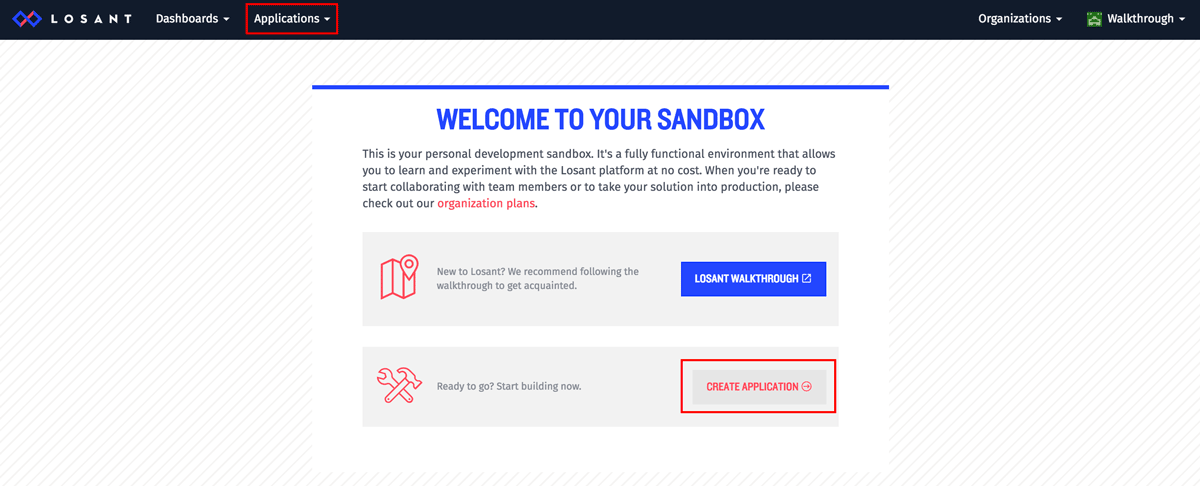 LOSANT Dashboards Applications Organizations Walkthrough
WELCOME TO YOUR SANDBOX
This is your personal development sandbox. It's a fully functional environment that allows
you to learn and experiment with the Losant platform at no cost. When you're ready to
start collaborating with team members or to take your solution into production, please
check out our organization plans.
New to Losant? We recommend following the
walkthrough to get acquainted.
LOSANT WALKTHROUGH
Ready to go? Start building now.
CREATE APPLICATION